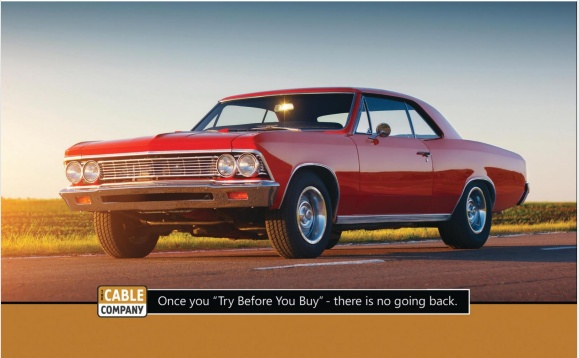 THE CABLE
COMPANY
Once you "Try Before You Buy" - there is no going back.